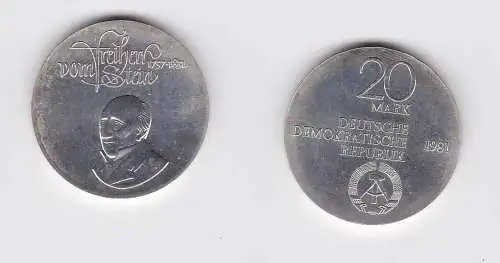 vom Freiherr
1757-1831
Stein
20
MARK
DEUTSCHE
DEMOKRATISCHE
REPUBLIK
1981